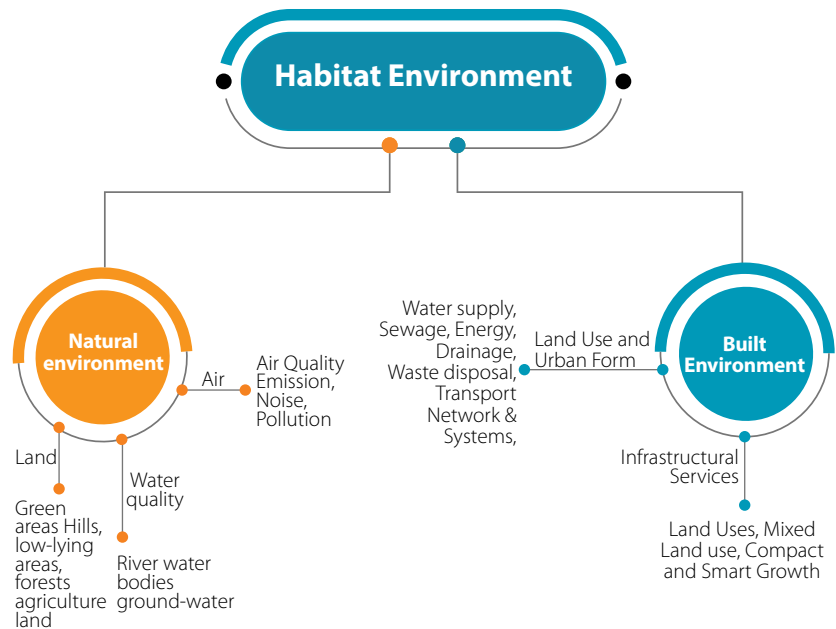 Habitat Environment
Natural
environment
Air
Air Quality
Emission,
Noise,
Pollution
Land
Green
areas Hills,
low-lying
areas,
forests
agriculture
land
Water
quality
River water
bodies
ground-water
Built
Environment
Land Use and
Urban Form
Water supply,
Sewage, Energy,
Drainage,
Waste disposal,
Transport
Network &
Systems,
Infrastructural
Services
Land Uses, Mixed
Land use, Compact
and Smart Growth